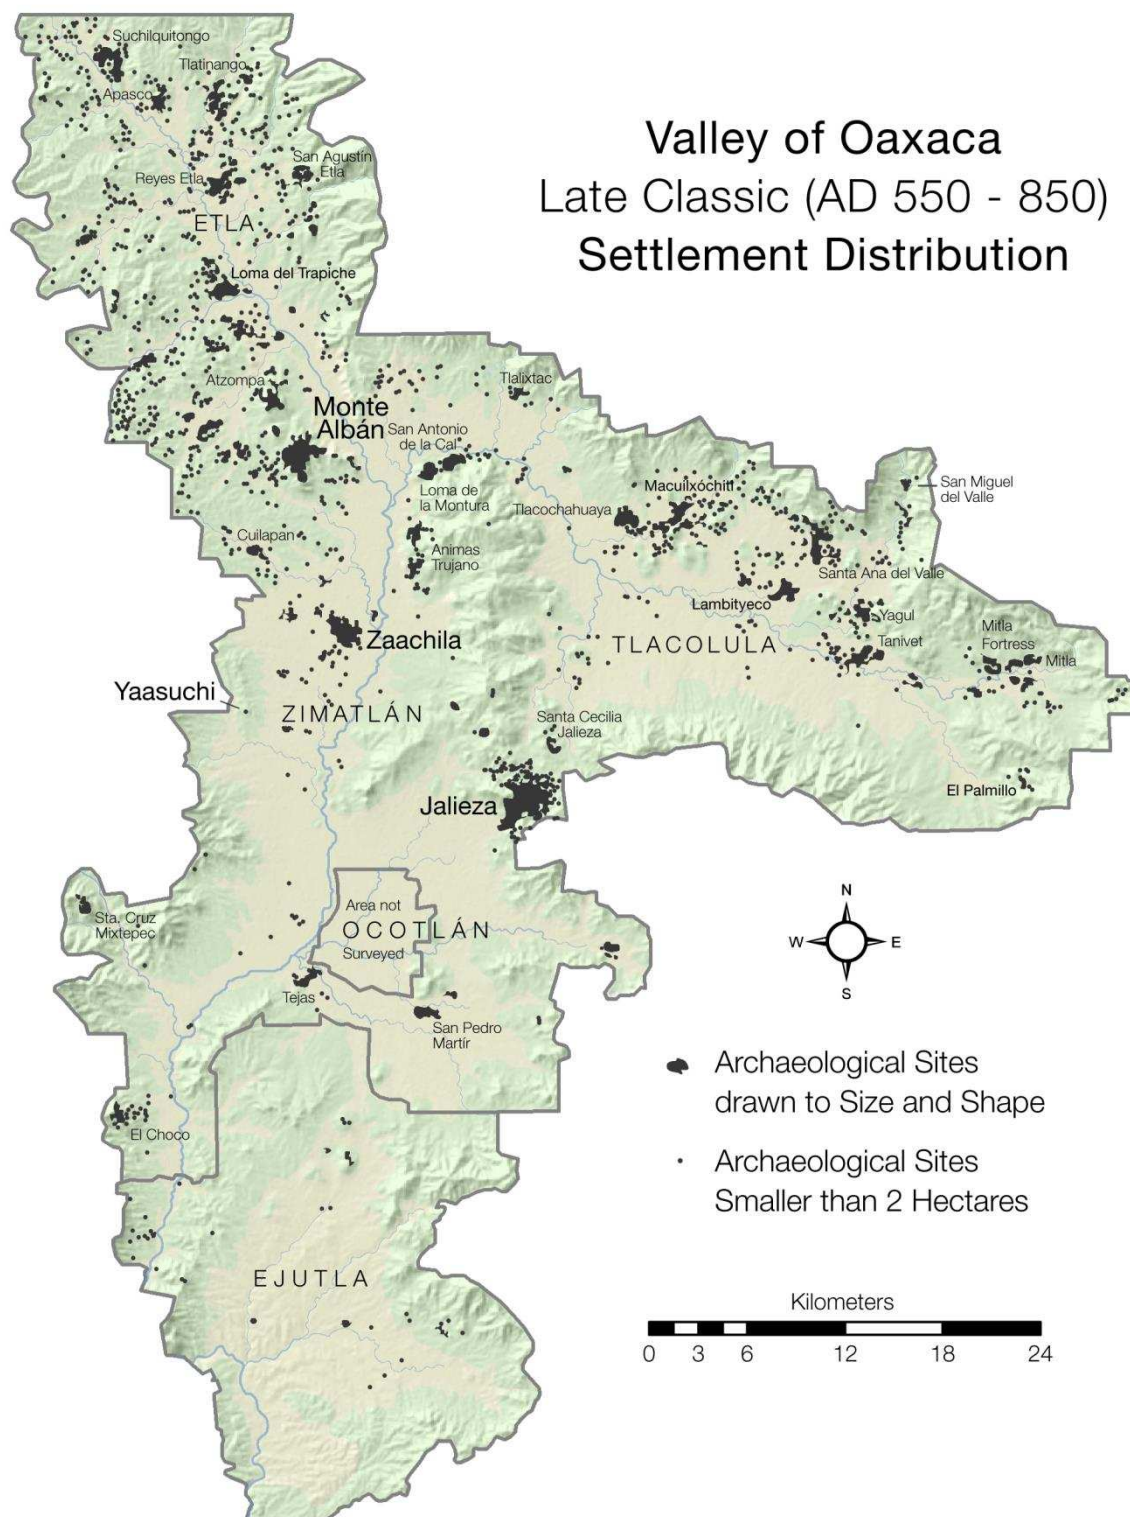 Valley of Oaxaca
Late Classic (AD 550 - 850)
Settlement Distribution
Suchilquitongo
Tlatinango
Apasco
San Agustín
Etla
Reyes Etla
ETLA
Loma del Trapiche
Atzompa
Monte
Albán
Tlalixtac
San Antonio
de la Cal
Loma de
la Montura
Macuilxóchitl
San Miguel
del Valle
Tlacochahuaya
Cuilapan
Animas
Trujano
Santa Ana del Valle
Lambityeco
Yagul
Zaachila
TLACOLULA
Tanivet
Mitla
Fortress
Mitla
Yaasuchi
ZIMATLÁN
Santa Cecilia
Jalieza
Jalieza
El Palmillo
Sta. Cruz
Mixtepec
Area not
OCOTLÁN
Surveyed
Tejas
San Pedro
Martír
El Choco
EJUTLA
N
W
E
S
Archaeological Sites
drawn to Size and Shape
Archaeological Sites
Smaller than 2 Hectares
Kilometers
0 3 6 12 18 24